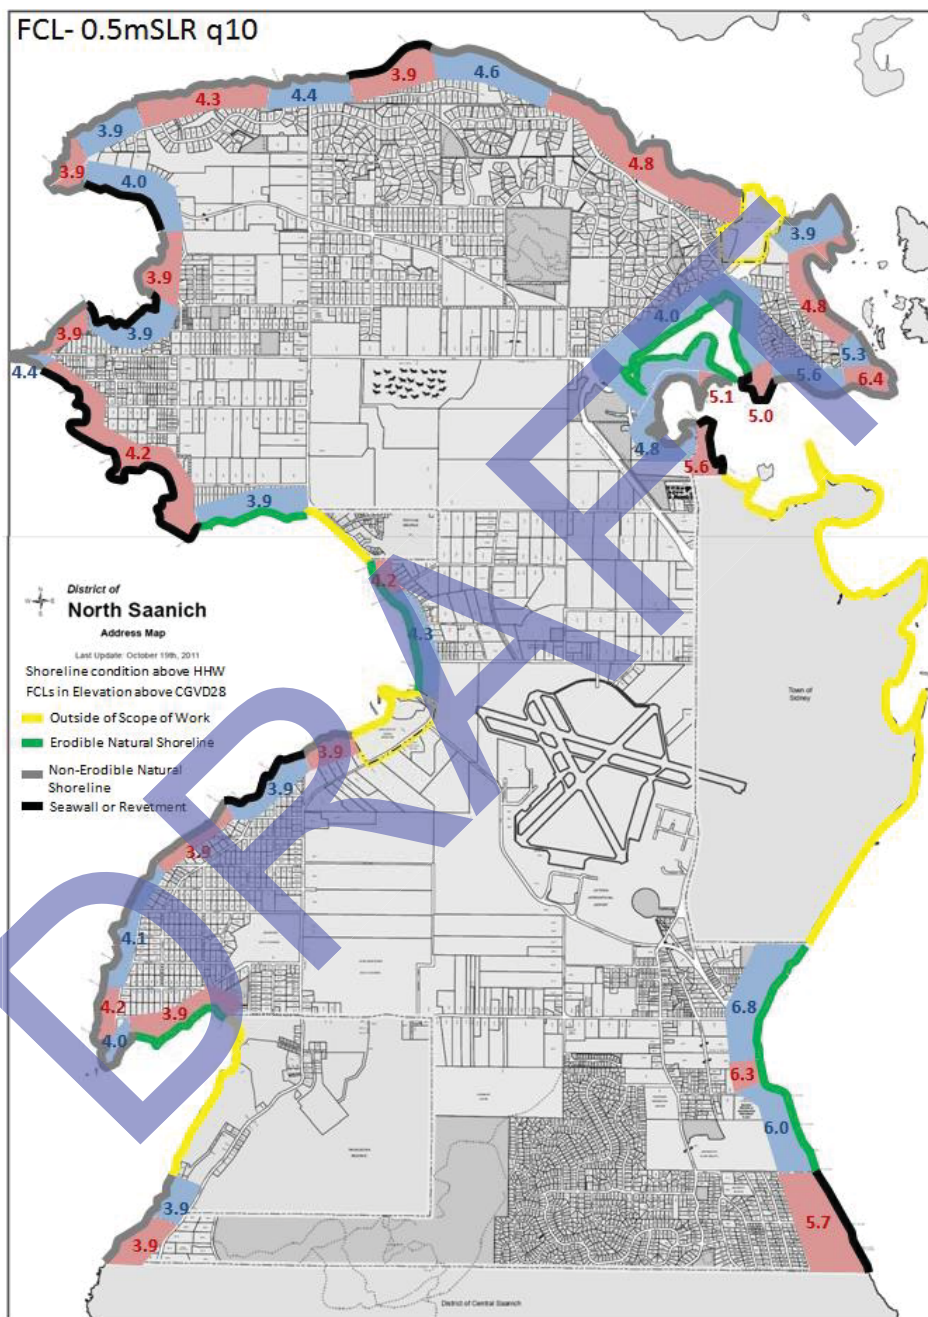 FCL- 0.5mSLR q10
3.9
4.6
4.3
4.4
3.9
4.8
3.9
4.0
3.9
3.9
4.8
4.0
3.9
3.9
5.3
4.4
5.6
6.4
5.1
5.0
4.2
4.8
5.6
3.9
4.2
4.3
District of
North Saanich
Address Map
Last Update: October 19th, 2011
Shoreline condition above HHW
FCLs in Elevation above CGVD28
Outside of Scope of Work
Erodible Natural Shoreline
Non-Erodible Natural
Shoreline
Seawall or Revetment
Town of
Sidney
3.9
3.9
3.9
4.1
4.2
3.9
4.0
6.8
6.3
6.0
3.9
3.9
5.7
District of Central Saanich
DRAFT